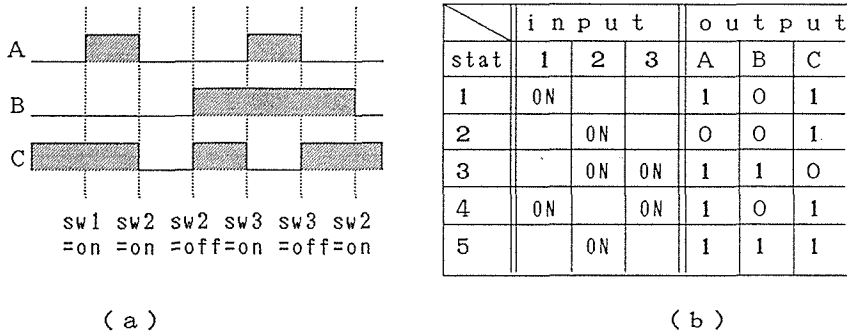 A
B
C
sw1 sw2 sw2 sw3 sw3 sw2
=on =on =off=on =off=on
(a)
input output
stat 1 2 3 A B C
1 ON 1 0 1
2 ON 0 0 1
3 ON ON 1 1 0
4 ON ON 1 0 1
5 ON 1 1 1
(b)